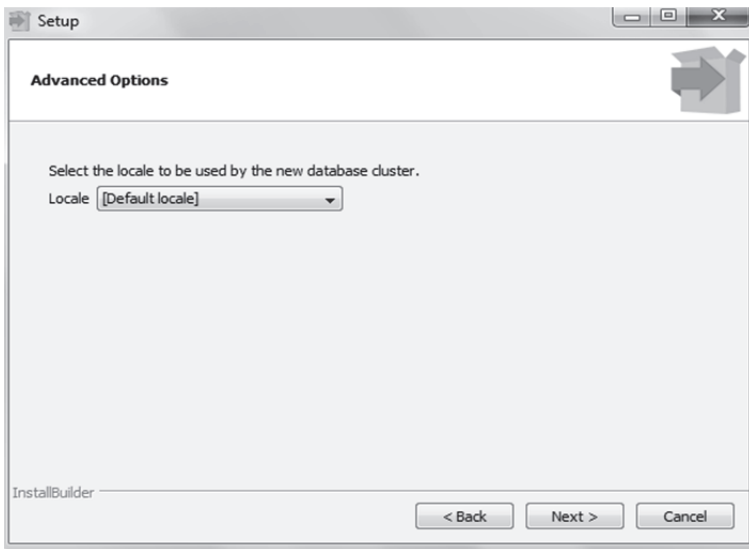 Setup
Advanced Options
Select the locale to be used by the new database cluster.
Locale [Default locale]
InstallBuilder
< Back Next > Cancel